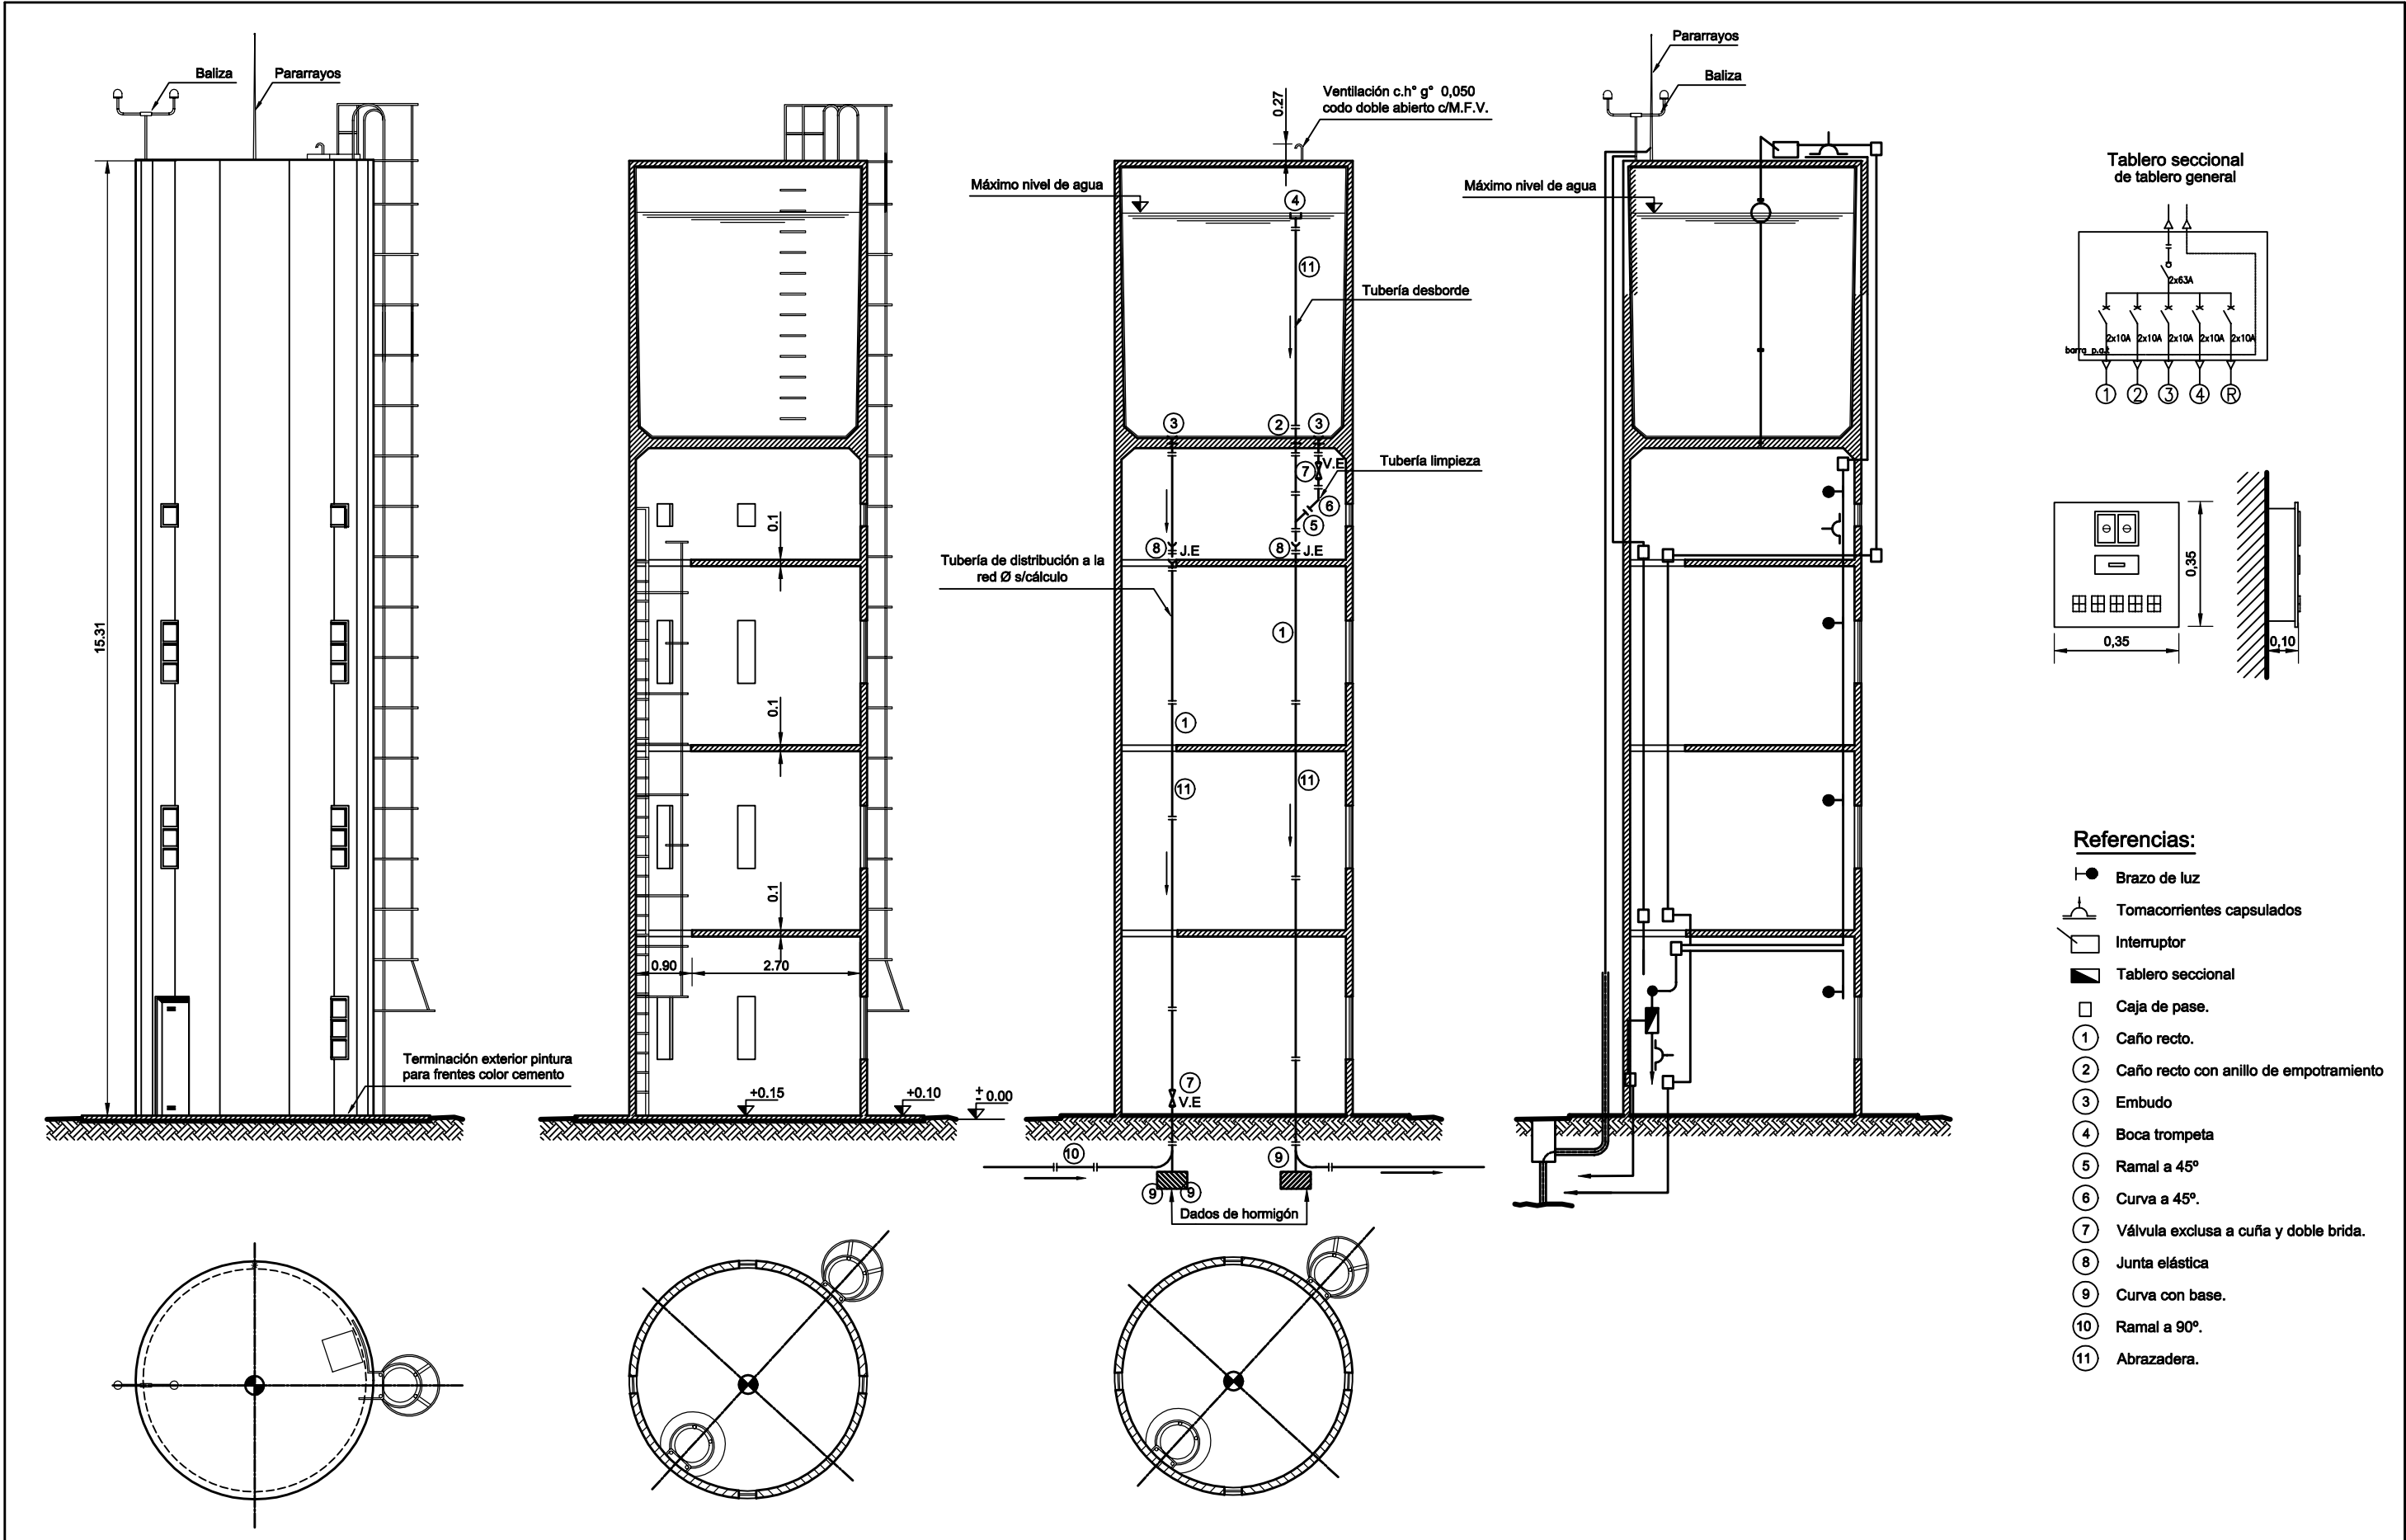 Baliza
Pararrayos
15.31
Terminación exterior pintura
para frentes color cemento
0.1
0.1
0.1
0.90
2.70
+0.15
+0.10
+
- 0.00
0.27
Ventilación c.h° g° 0,050
codo doble abierto c/M.F.V.
Máximo nivel de agua
4
11
Tubería desborde
3
2
3
7
V.E
Tubería limpieza
6
5
8
J.E
8
J.E
Tubería de distribución a la
red Ø s/cálculo
1
1
11
11
7
V.E
10
9
9
9
Dados de hormigón
Pararrayos
Baliza
Máximo nivel de agua
Tablero seccional
de tablero general
2x63A
2x10A
2x10A
2x10A
2x10A
2x10A
barra p.a.t
1
2
3
4
R
0,35
0,35
0,10
Referencias:
Brazo de luz
Tomacorrientes capsulados
Interruptor
Tablero seccional
Caja de pase.
1 Caño recto.
2 Caño recto con anillo de empotramiento
3 Embudo
4 Boca trompeta
5 Ramal a 45º
6 Curva a 45º.
7 Válvula exclusa a cuña y doble brida.
8 Junta elástica
9 Curva con base.
10 Ramal a 90º.
11 Abrazadera.